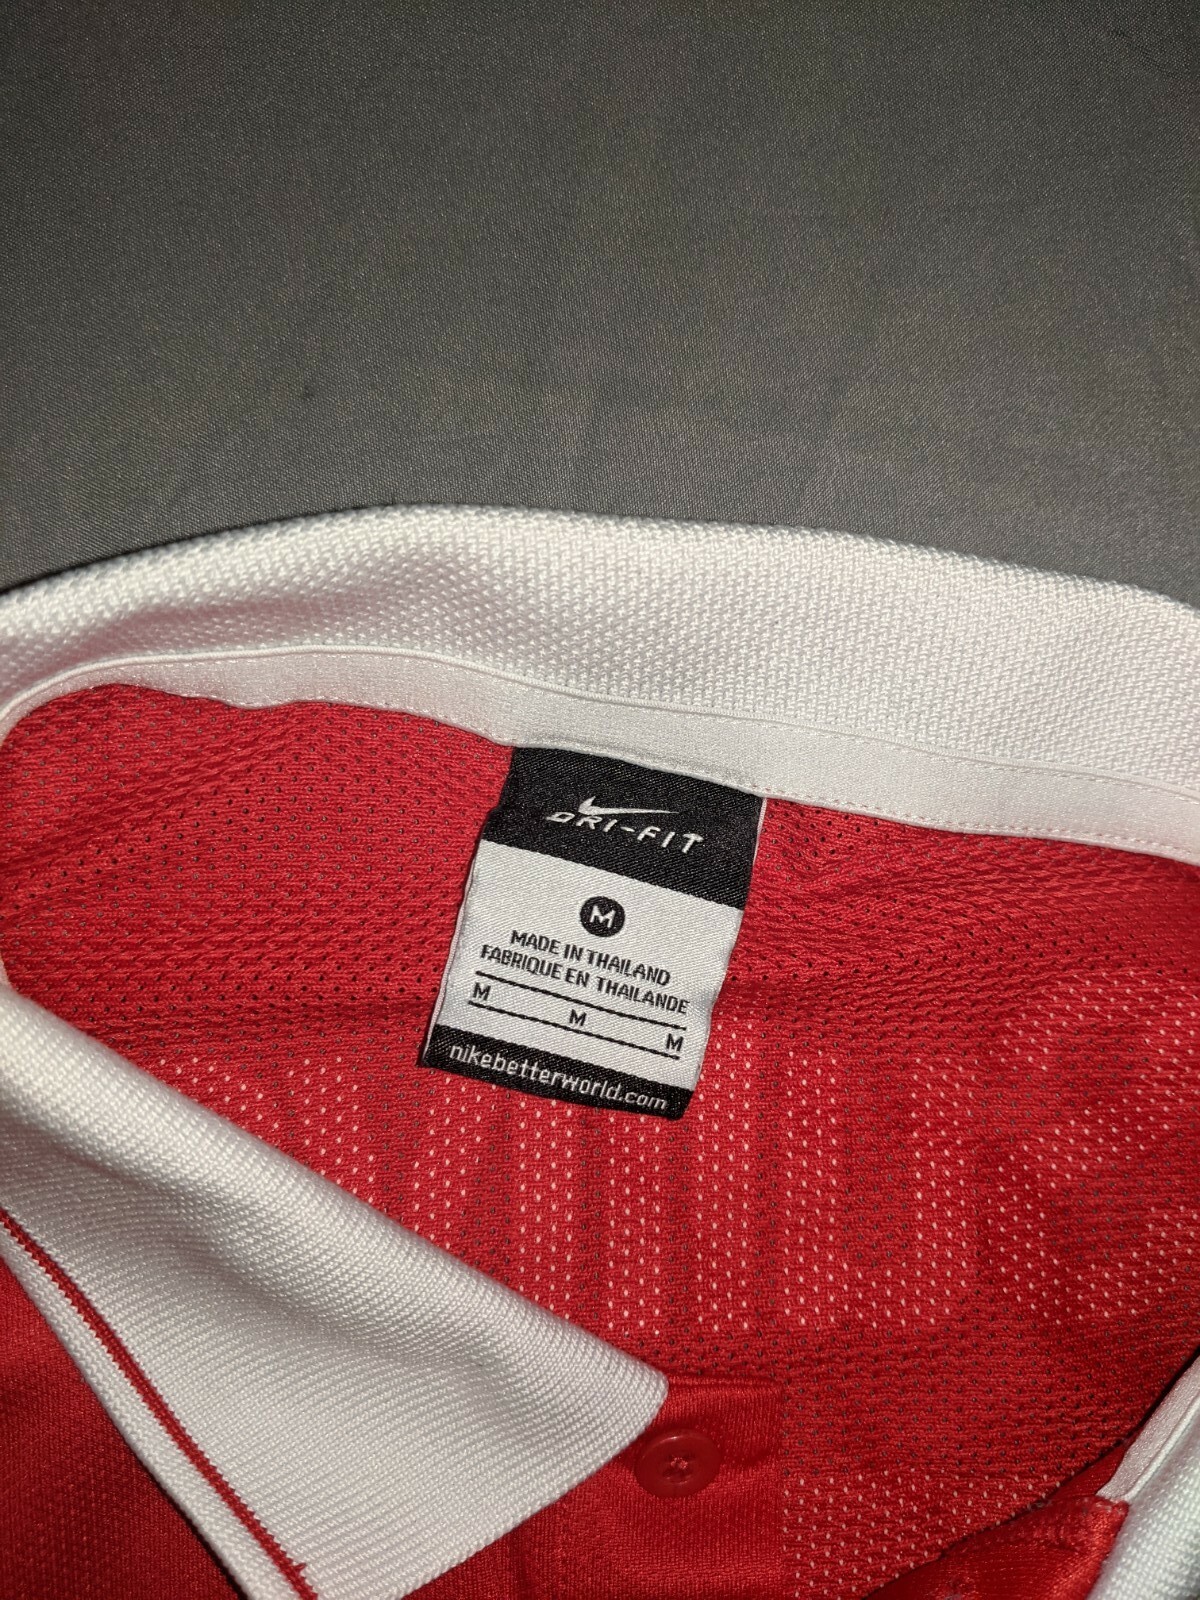 DRI-FIT
M
MADE IN THAILAND
FABRIQUE EN THAILANDE
M
M
M
nikebetterworld.com